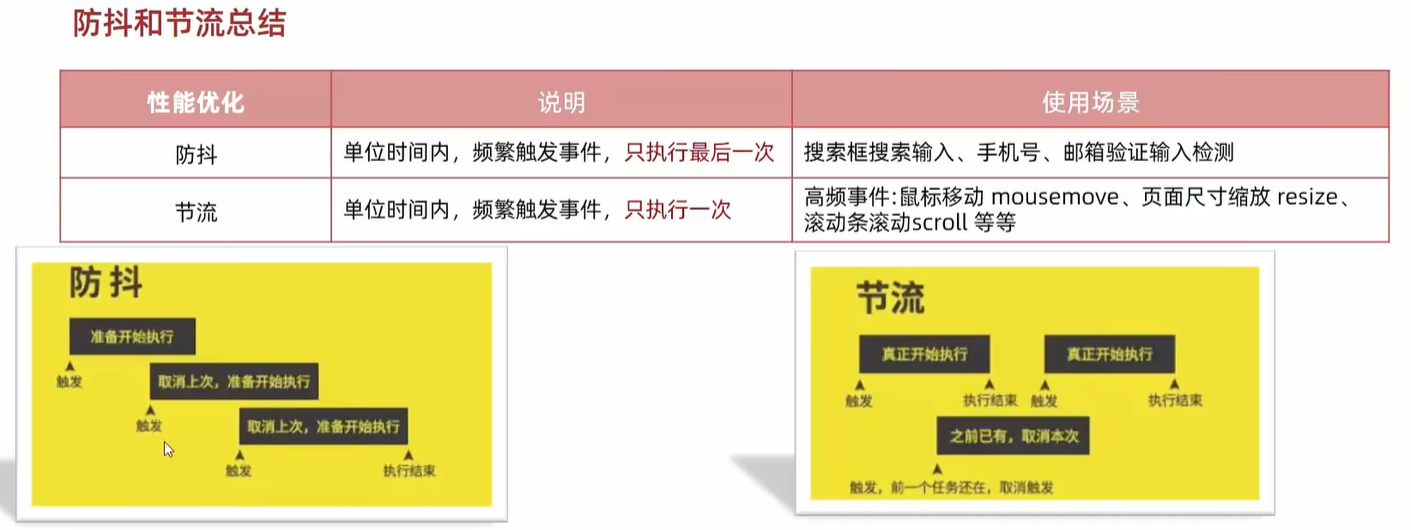 防抖和节流总结
性能优化 说明 使用场景
防抖 单位时间内，频繁触发事件，只执行最后一次 搜索框搜索输入、手机号、邮箱验证输入检测
节流 单位时间内，频繁触发事件，只执行一次 高频事件:鼠标移动 mousemove、页面尺寸缩放 resize、
滚动条滚动scroll 等等
防抖
准备开始执行
触发
取消上次，准备开始执行
触发
取消上次，准备开始执行
触发 执行结束
节流
真正开始执行 真正开始执行
触发 执行结束 触发 执行结束
之前已有，取消本次
触发，前一个任务还在，取消触发